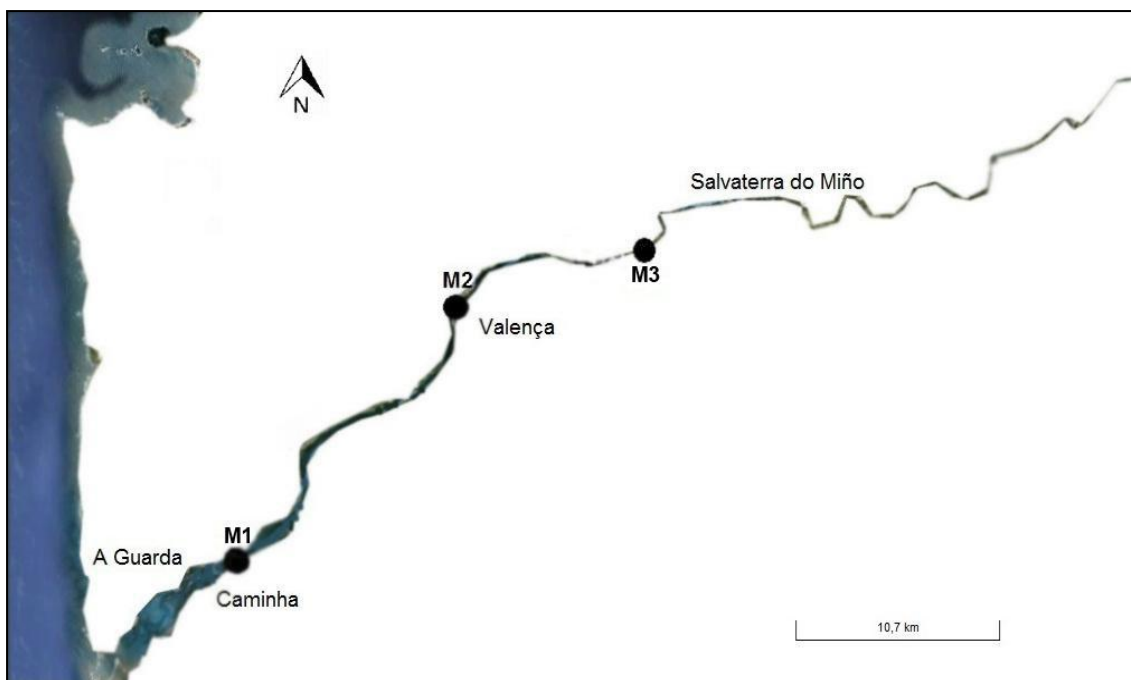 N
Salvaterra do Miño
M3
M2
Valença
M1
A Guarda
Caminha
10,7 km